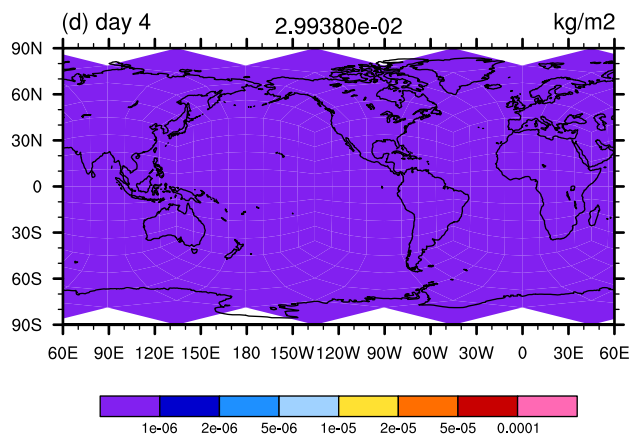 (d) day 4 2.99380e-02 kg/m2
90N
60N
30N
0
30S
60S
90S
60E 90E 120E 150E 180 150W 120W 90W 60W 30W 0 30E 60E
1e-06 2e-06 5e-06 1e-05 2e-05 5e-05 0.0001